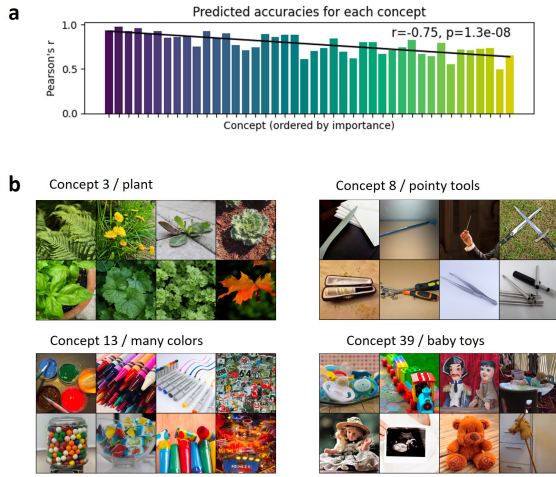 a
Predicted accuracies for each concept
r=-0.75, p=1.3e-08
1.0
0.5
0.0
Pearson's r
Concept (ordered by importance)
b
Concept 3 / plant
Concept 8 / pointy tools
Concept 13 / many colors
Concept 39 / baby toys